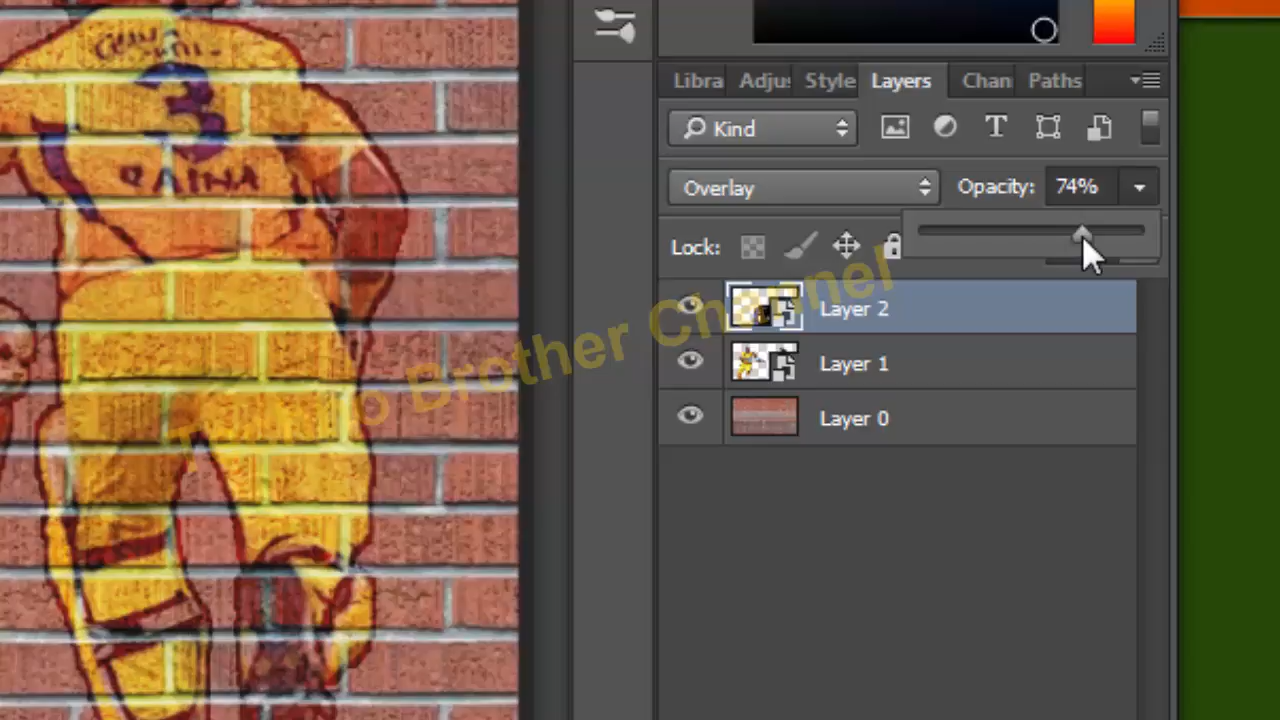 3
RAINA
Libra Adju Style Layers Chan Paths
Kind T
Overlay Opacity: 74%
Lock:
Layer 2
Layer 1
Layer 0
Brother Channel